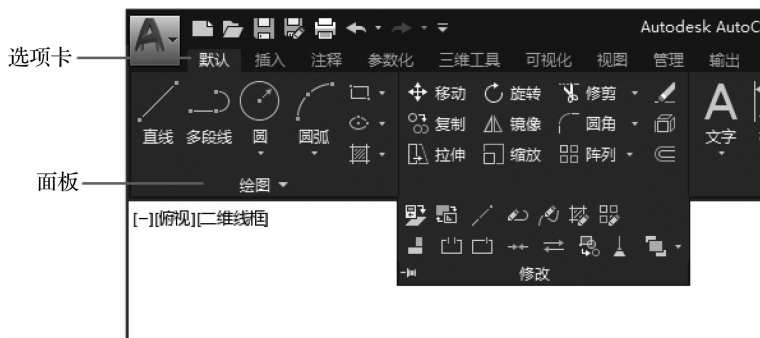 Autodesk AutoC
选项卡
默认 插入 注释 参数化 三维工具 可视化 视图 管理 输出
移动 旋转 修剪
直线 多段线 圆 圆弧 复制 镜像 圆角 文字
拉伸 缩放 阵列
面板
绘图
[-][俯视][二维线框]
修改